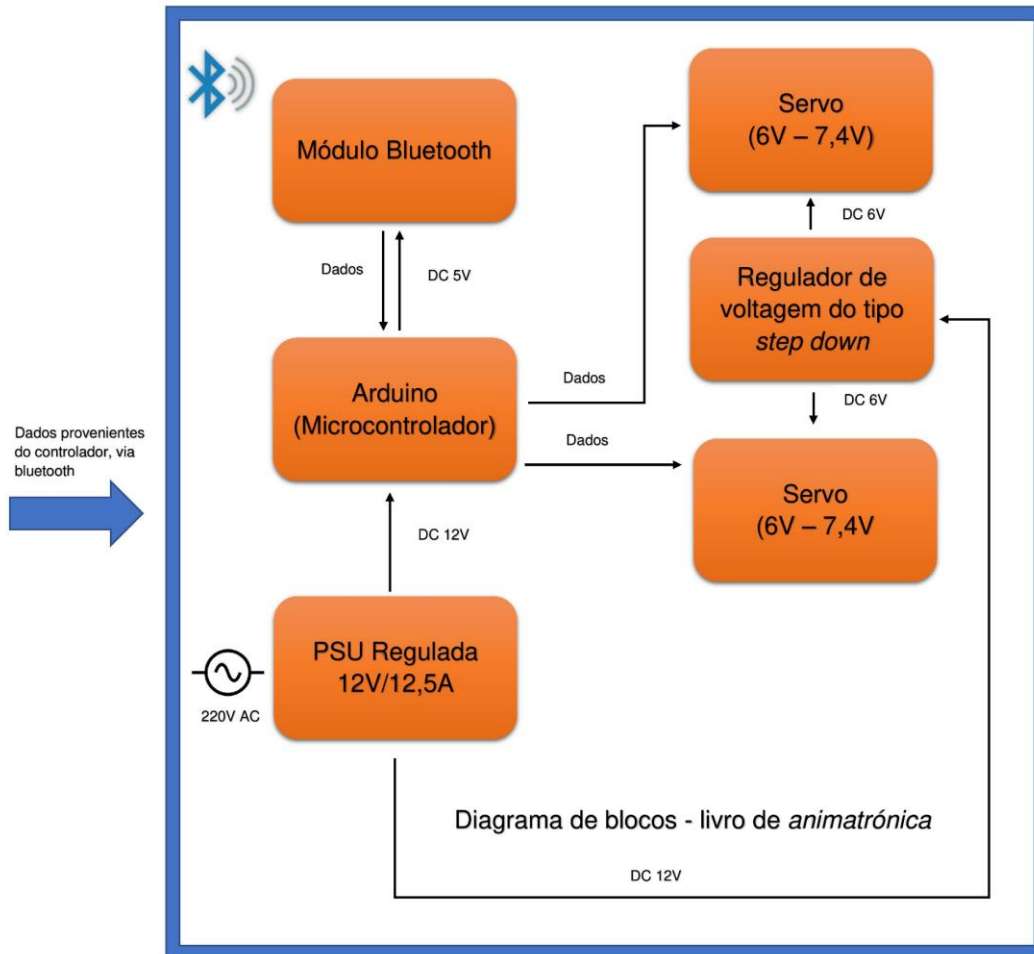 Módulo Bluetooth
Servo
(6V – 7,4V)
Dados
DC 5V
DC 6V
Regulador de
voltagem do tipo
step down
Arduino
(Microcontrolador)
Dados
Dados
DC 6V
Dados provenientes
do controlador, via
bluetooth
Servo
(6V – 7,4V
DC 12V
PSU Regulada
12V/12,5A
220V AC
Diagrama de blocos - livro de animatrónica
DC 12V